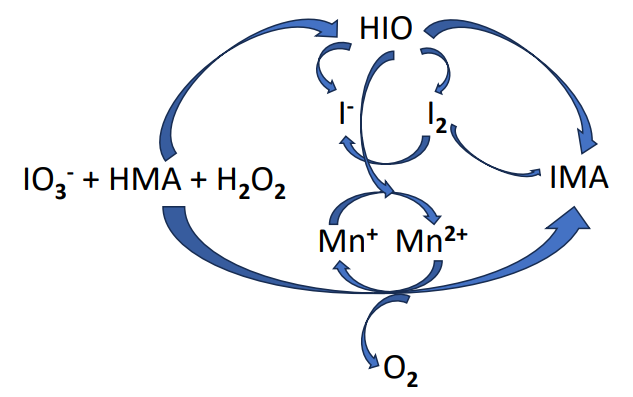 HIO
I⁻ I₂
IO₃⁻ + HMA + H₂O₂ IMA
Mn⁺ Mn²⁺
O₂